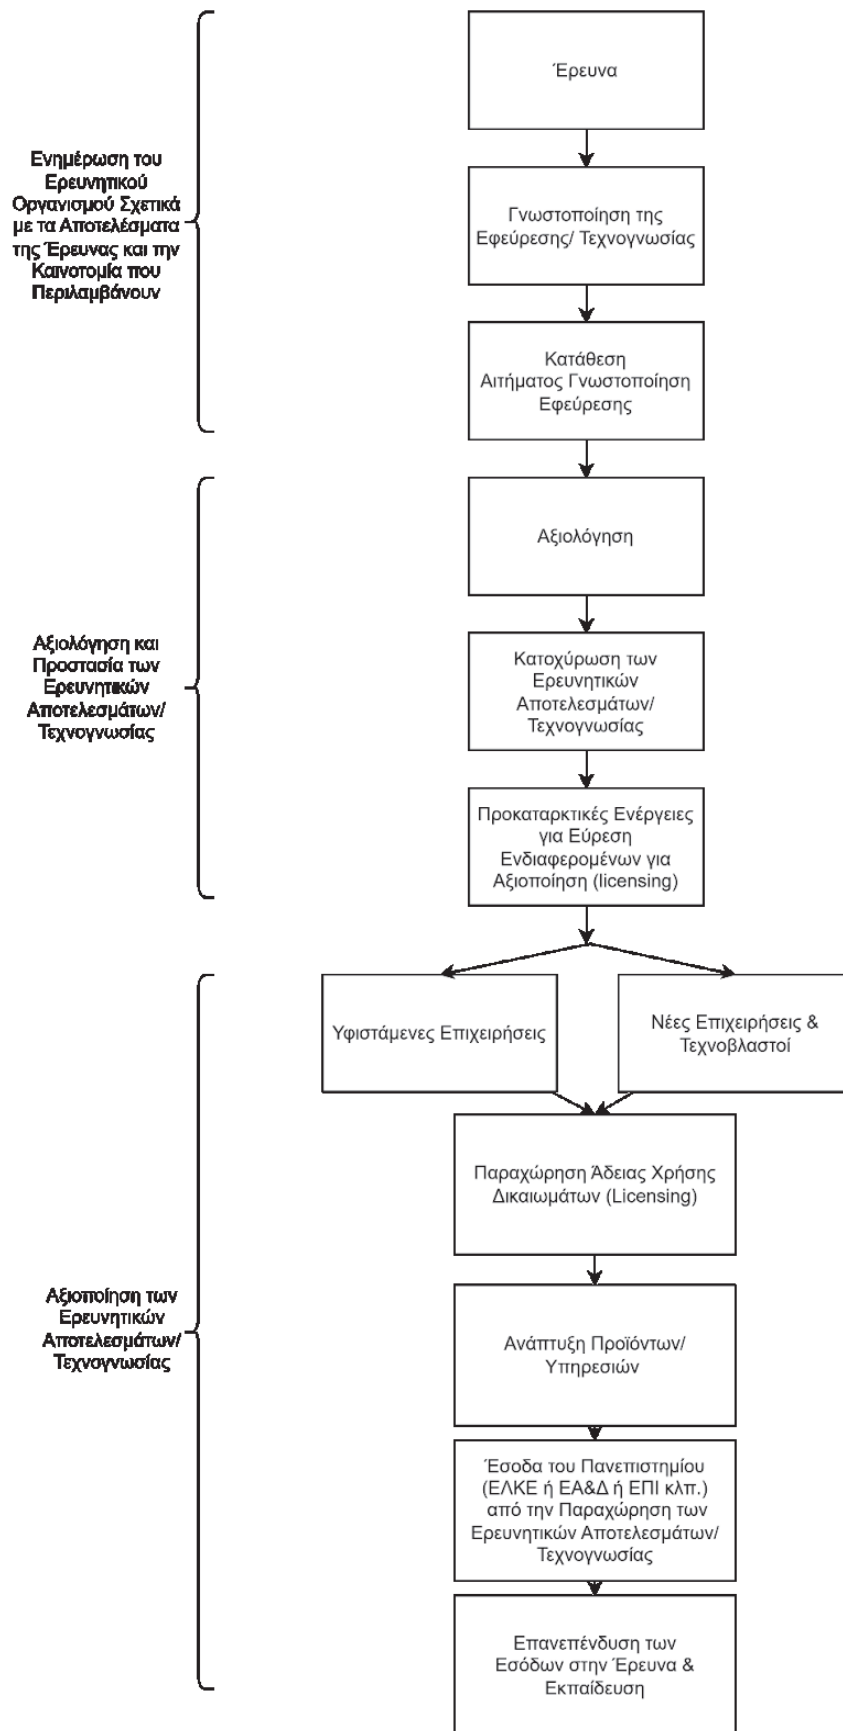 Έρευνα
Ενημέρωση του
Ερευνητικού
Οργανισμού Σχετικά
με τα Αποτελέσματα
της Έρευνας και την
Καινοτομία που
Περιλαμβάνουν
Γνωστοποίηση της
Εφεύρεσης/ Τεχνογνωσίας
Κατάθεση
Αιτήματος Γνωστοποίηση
Εφεύρεσης
Αξιολόγηση
Αξιολόγηση και
Προστασία των
Ερευνητικών
Αποτελεσμάτων/
Τεχνογνωσίας
Κατοχύρωση των
Ερευνητικών
Αποτελεσμάτων/
Τεχνογνωσίας
Προκαταρκτικές Ενέργειες
για Εύρεση
Ενδιαφερομένων για
Αξιοποίηση (licensing)
Υφιστάμενες Επιχειρήσεις
Νέες Επιχειρήσεις &
Τεχνοβλαστοί
Παραχώρηση Άδειας Χρήσης
Δικαιωμάτων (Licensing)
Αξιοποίηση των
Ερευνητικών
Αποτελεσμάτων/
Τεχνογνωσίας
Ανάπτυξη Προϊόντων/
Υπηρεσιών
Έσοδα του Πανεπιστημίου
(ΕΛΚΕ ή ΕΑ&Δ ή ΕΠΙ κλπ.)
από την Παραχώρηση των
Ερευνητικών Αποτελεσμάτων/
Τεχνογνωσίας
Επανεπένδυση των
Εσόδων στην Έρευνα &
Εκπαίδευση